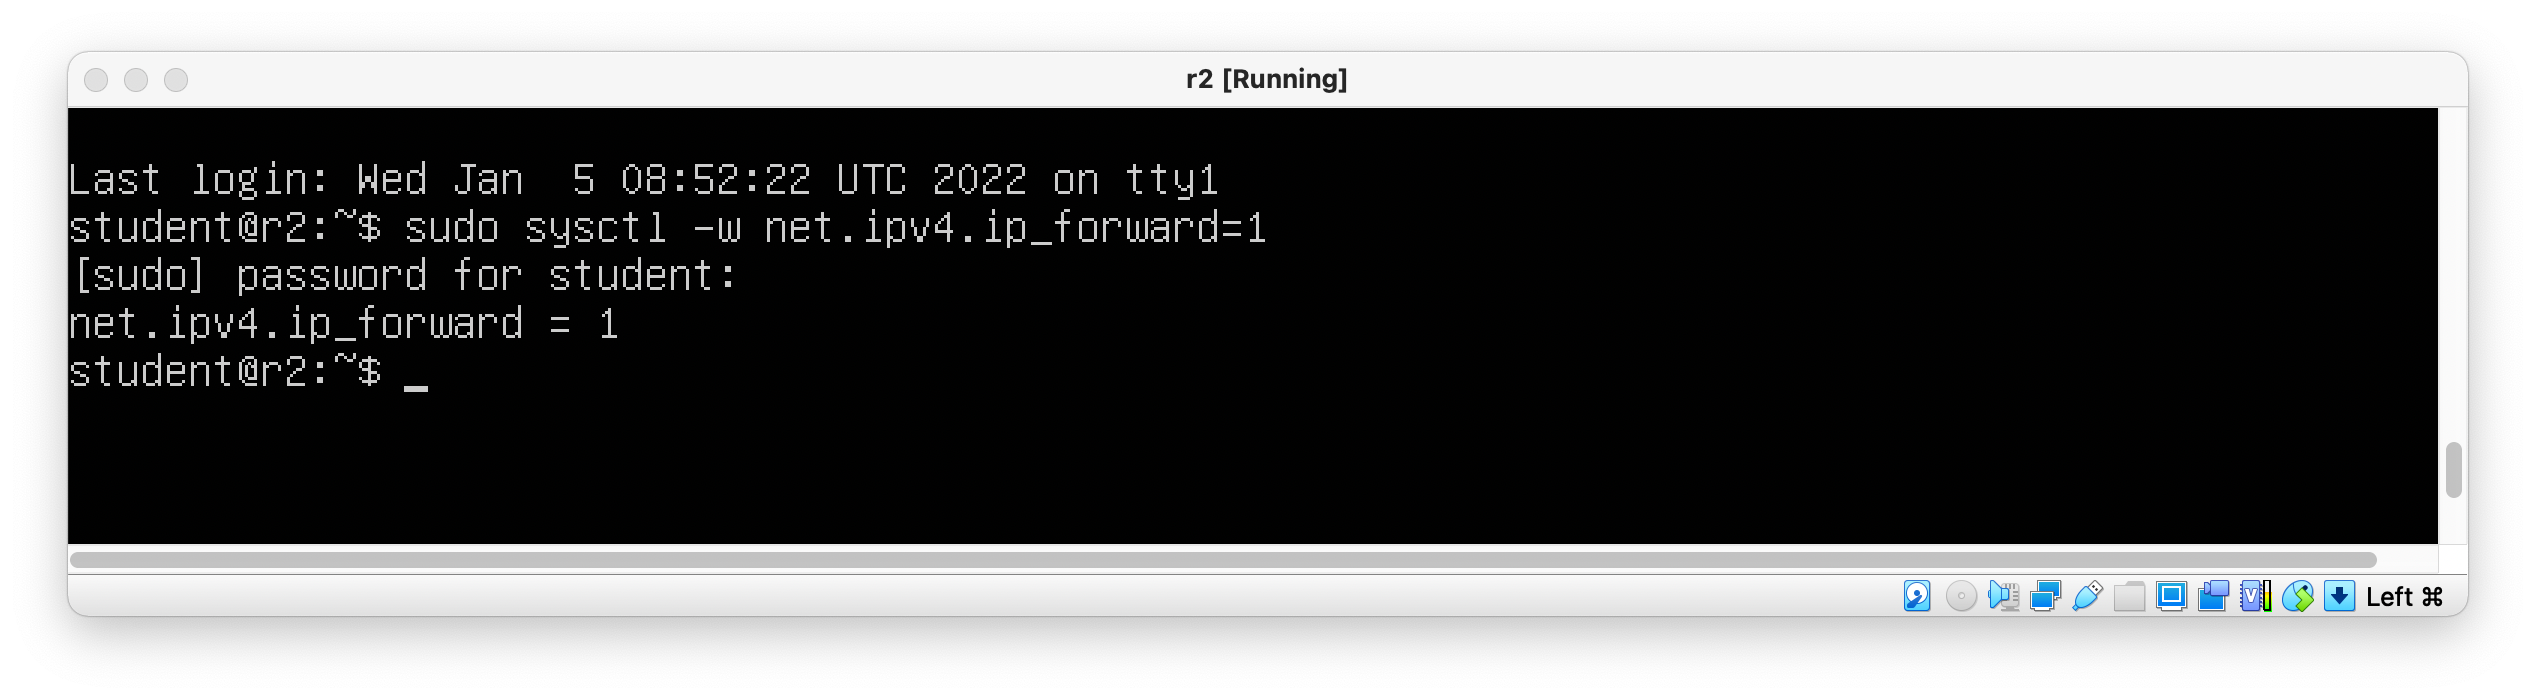 r2 [Running]
Last login: Wed Jan  5 08:52:22 UTC 2022 on tty1
student@r2:~$ sudo sysctl -w net.ipv4.ip_forward=1
[sudo] password for student:
net.ipv4.ip_forward = 1
student@r2:~$ _
V
Left ⌘